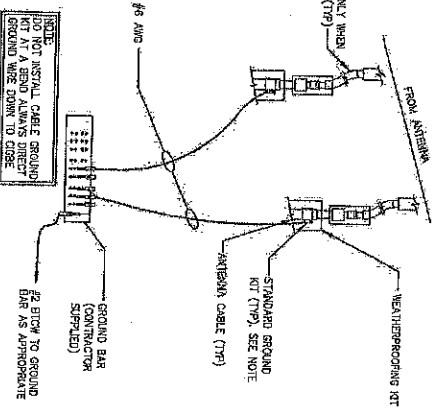 FROM ANTENNA
ONLY WHEN
(TYP)
WEATHERPROOFING KIT
STANDARD GROUND
KIT (TYP), SEE NOTE
ANTENNA CABLE (TYP)
#6 AWG
GROUND BAR
(CONTRACTOR
SUPPLIED)
#2 BTCW TO GROUND
BAR AS APPROPRIATE
NOTE:
DO NOT INSTALL CABLE GROUND
KIT AT A BEND ALWAYS DIRECT
GROUND WIRE DOWN TO CIGBE